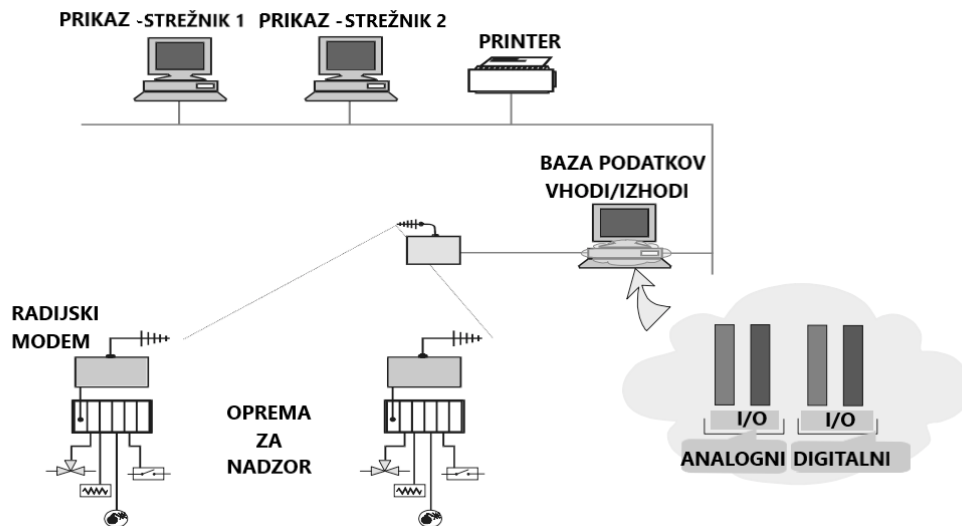 PRIKAZ -STREŽNIK 1
PRIKAZ -STREŽNIK 2
PRINTER
BAZA PODATKOV
VHODI/IZHODI
RADIJSKI
MODEM
OPREMA
ZA
NADZOR
I/O
I/O
ANALOGNI
DIGITALNI